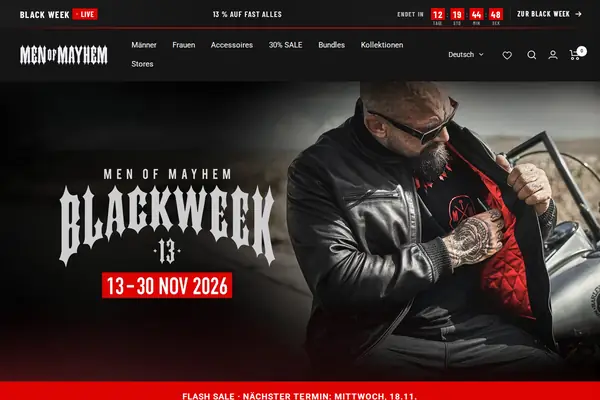 BLACK WEEK LIVE
13 % AUF FAST ALLES
ENDET IN 12 19 44 48
TAGE STD MIN SEK
ZUR BLACK WEEK →
MEN OF MAYHEM
Männer Frauen Accessoires 30% SALE Bundles Kollektionen
Stores
Deutsch
0
MEN OF MAYHEM
BLACKWEEK
·13·
13–30 NOV 2026
FLASH SALE · NÄCHSTER TERMIN: MITTWOCH, 18.11.